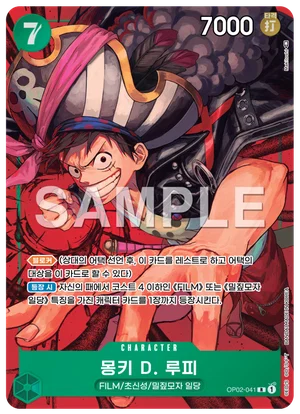 7
7000
타격
打
SAMPLE
블로커 (상대의 어택 선언 후, 이 카드를 레스트로 하고 어택의
대상을 이 카드로 할 수 있다)
등장 시 자신의 패에서 코스트 4 이하인 《FILM》 또는 《밀짚모자
일당》 특징을 가진 캐릭터 카드를 1장까지 등장시킨다.
CHARACTER
몽키 D. 루피
FILM/초신성/밀짚모자 일당
OP02-041 R 1